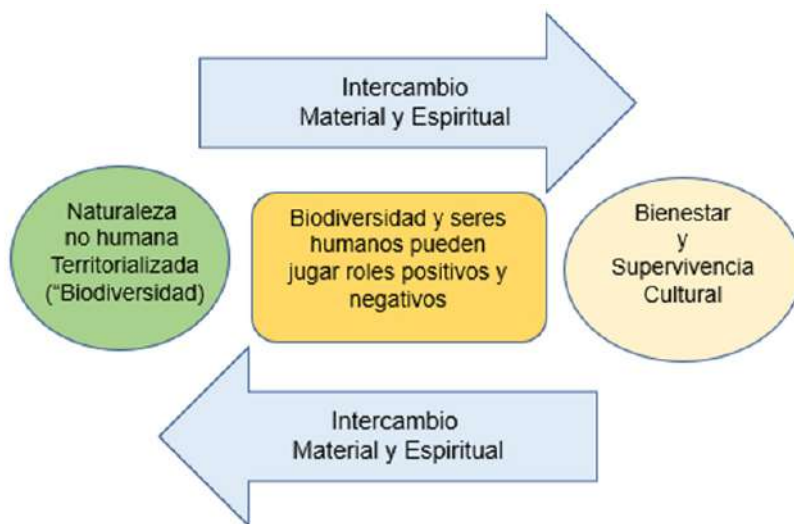 Intercambio
Material y Espiritual
Naturaleza
no humana
Territorializada
(“Biodiversidad)
Biodiversidad y seres
humanos pueden
jugar roles positivos y
negativos
Bienestar
y
Supervivencia
Cultural
Intercambio
Material y Espiritual